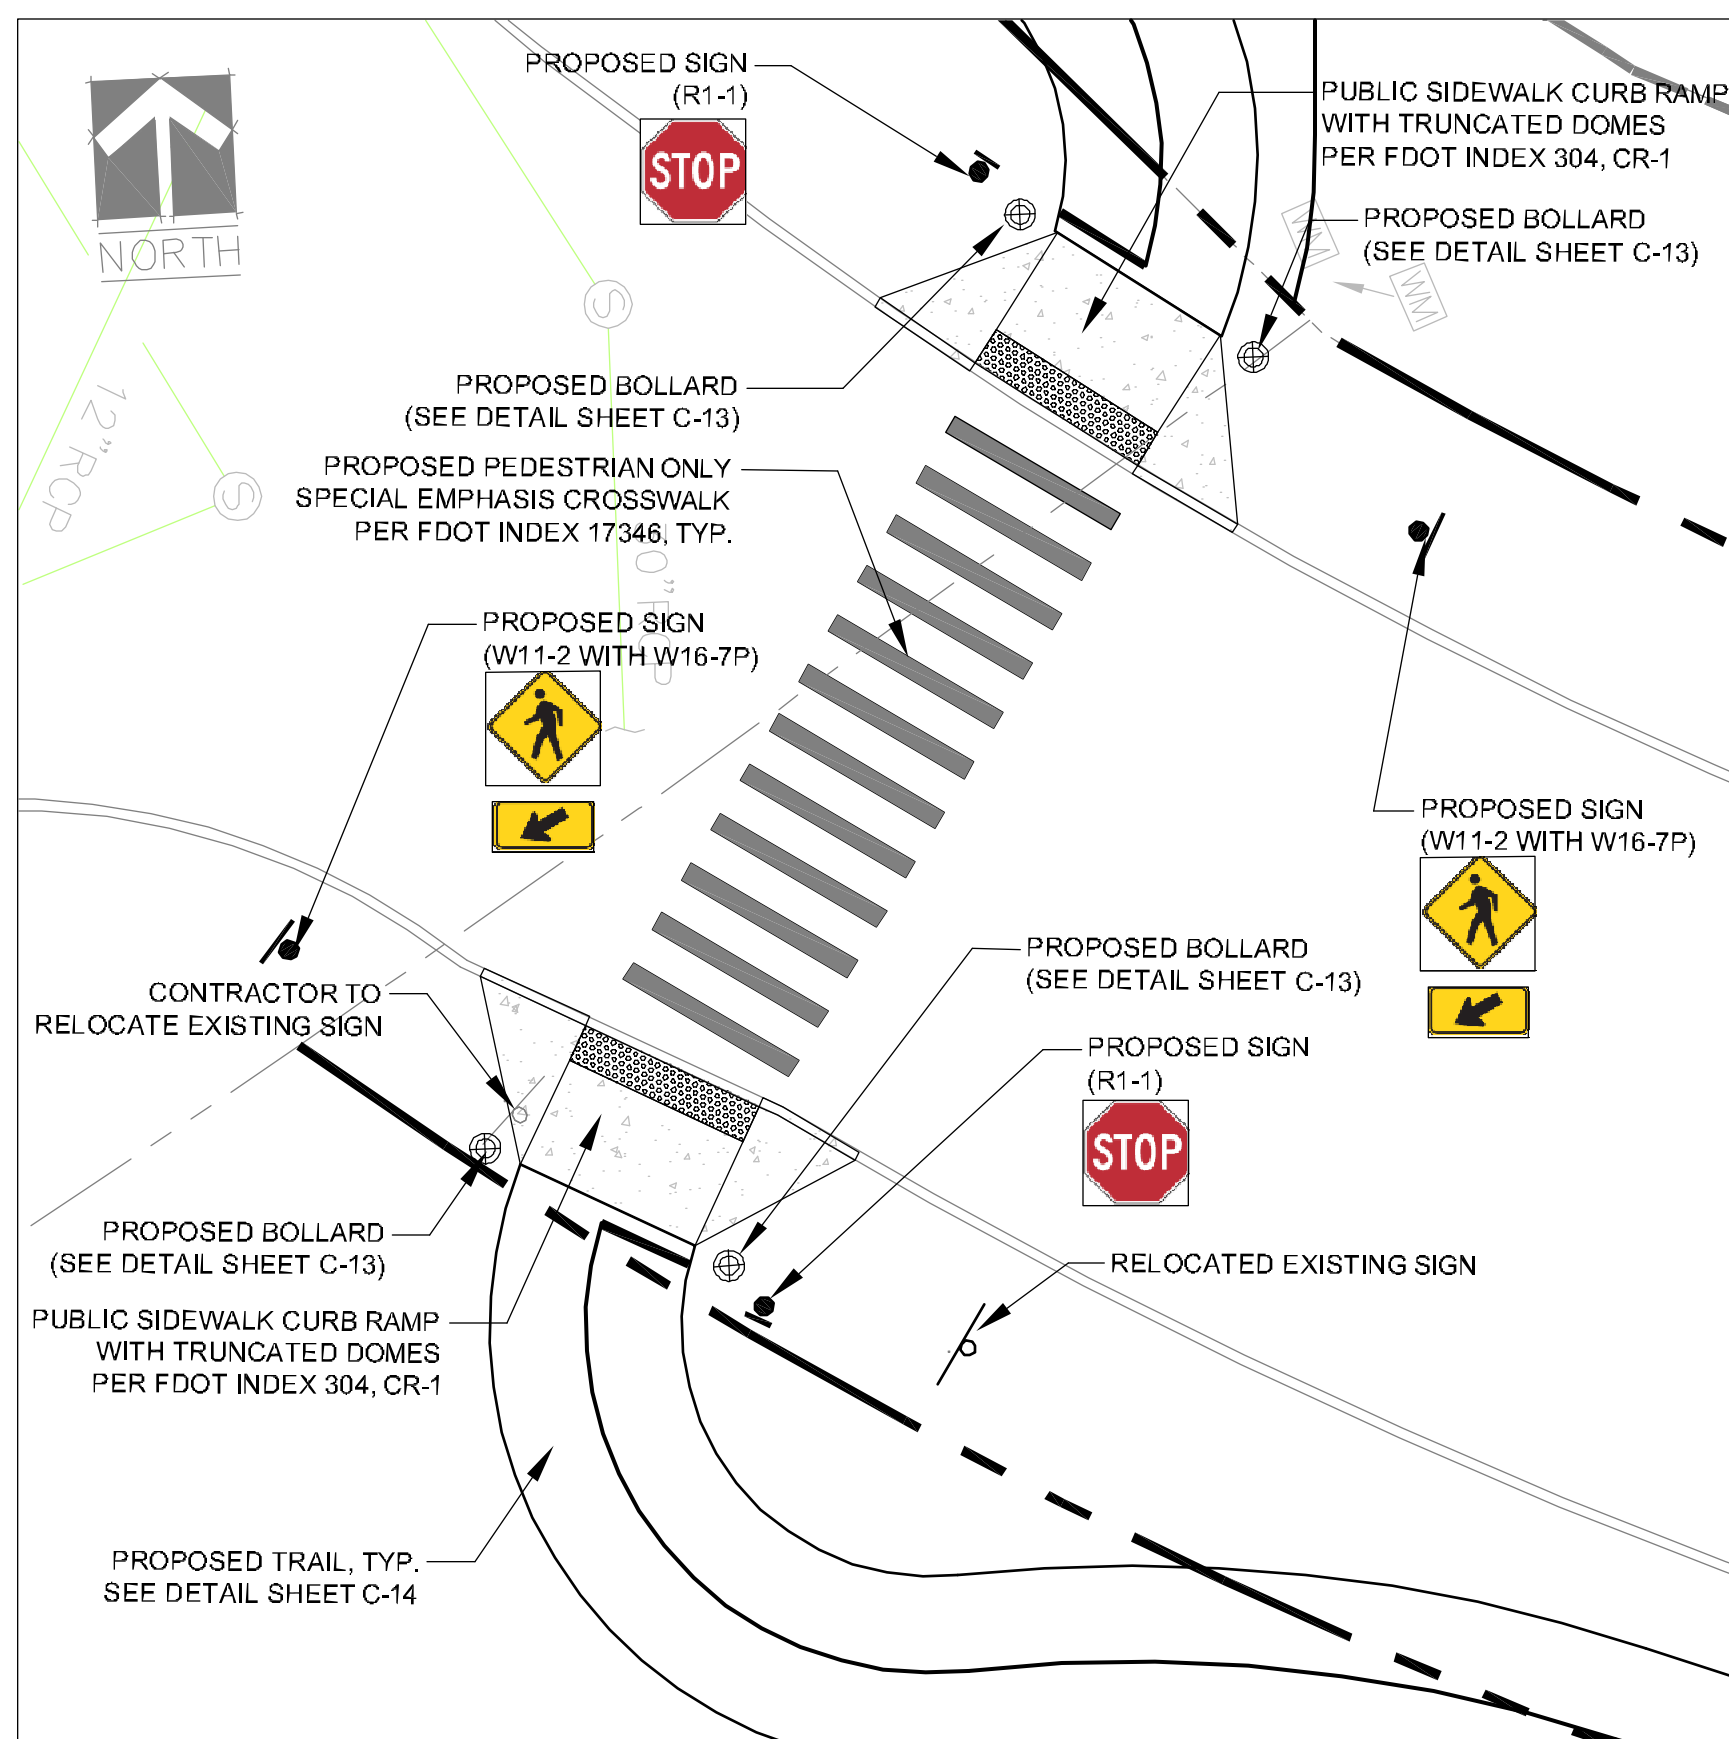 PROPOSED SIGN
(R1-1)
STOP
NORTH
PUBLIC SIDEWALK CURB RAMP
WITH TRUNCATED DOMES
PER FDOT INDEX 304, CR-1
PROPOSED BOLLARD
(SEE DETAIL SHEET C-13)
WM
WM
S
PROPOSED BOLLARD
(SEE DETAIL SHEET C-13)
12" RCP
S
PROPOSED PEDESTRIAN ONLY
SPECIAL EMPHASIS CROSSWALK
PER FDOT INDEX 17346, TYP.
PROPOSED SIGN
(W11-2 WITH W16-7P)
PROPOSED SIGN
(W11-2 WITH W16-7P)
CONTRACTOR TO
RELOCATE EXISTING SIGN
PROPOSED BOLLARD
(SEE DETAIL SHEET C-13)
PROPOSED SIGN
(R1-1)
STOP
PROPOSED BOLLARD
(SEE DETAIL SHEET C-13)
RELOCATED EXISTING SIGN
PUBLIC SIDEWALK CURB RAMP
WITH TRUNCATED DOMES
PER FDOT INDEX 304, CR-1
PROPOSED TRAIL, TYP.
SEE DETAIL SHEET C-14